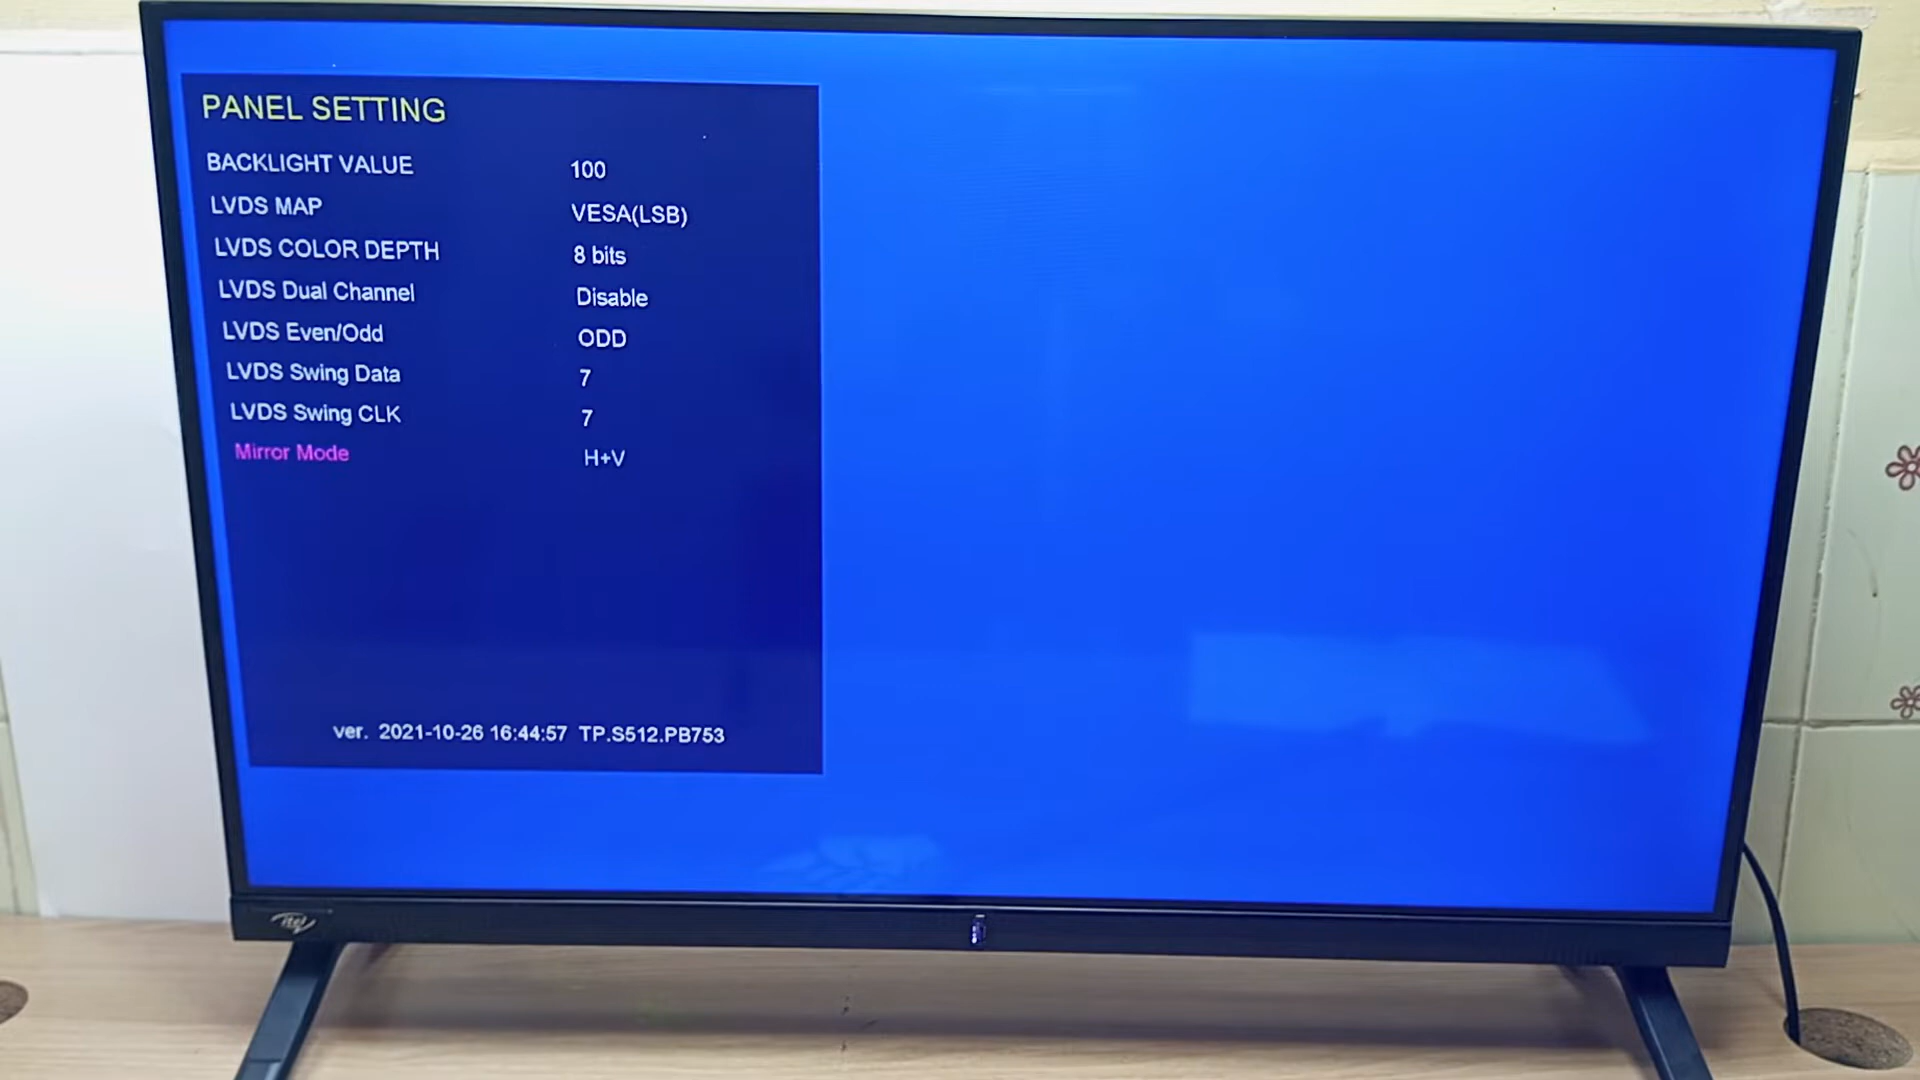 PANEL SETTING
BACKLIGHT VALUE 100
LVDS MAP VESA(LSB)
LVDS COLOR DEPTH 8 bits
LVDS Dual Channel Disable
LVDS Even/Odd ODD
LVDS Swing Data 7
LVDS Swing CLK 7
Mirror Mode H+V
ver. 2021-10-26 16:44:57 TP.S512.PB753
itel